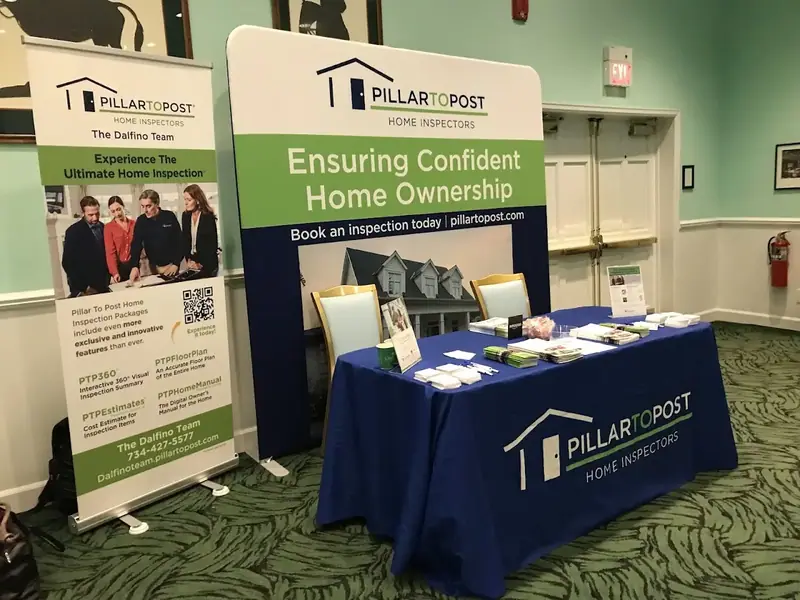 PILLARTOPOST
HOME INSPECTORS
The Dalfino Team
Experience The
Ultimate Home Inspection
Pillar To Post Home
Inspection Packages
include even more
exclusive and innovative
features than ever.
Experience
it today!
PTP360°
Interactive 360° Visual
Inspection Summary
PTPFloorPlan
An Accurate Floor Plan
of the Entire Home
PTPEstimates
Cost Estimate for
Inspection Items
PTPHomeManual
The Digital Owner's
Manual for the Home
The Dalfino Team
734-427-5577
Dalfinoteam.pillartopost.com
PILLARTOPOST
HOME INSPECTORS
Ensuring Confident
Home Ownership
Book an inspection today | pillartopost.com
EXIT
PILLARTOPOST
HOME INSPECTORS